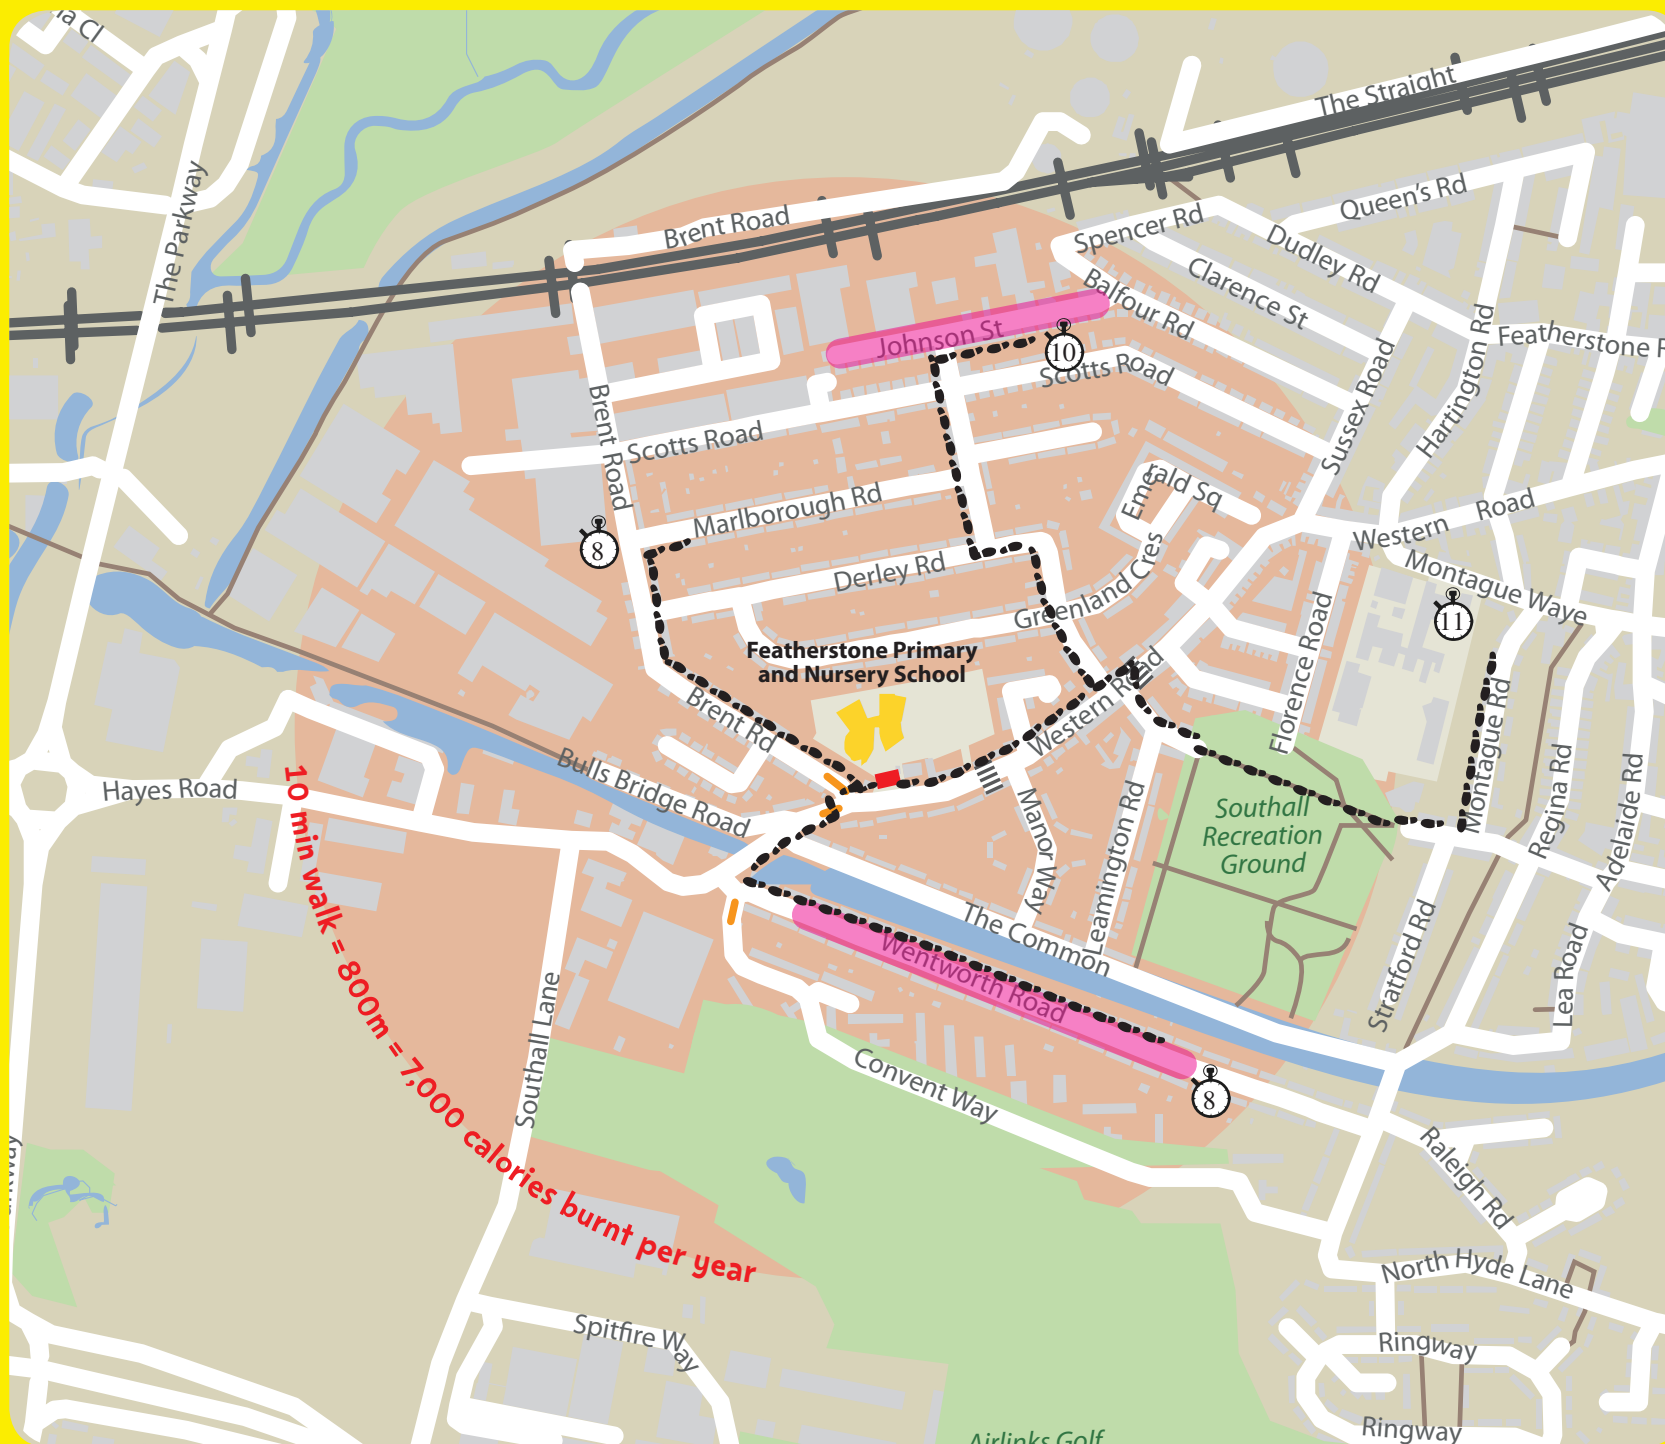 The Straight
The Parkway
Brent Road
Spencer Rd
Queen's Rd
Dudley Rd
Clarence St
Balfour Rd
Johnson St
10
Scotts Road
Hartington Rd
Featherstone R
Sussex Road
Brent Road
Scotts Road
Marlborough Rd
Emerald Sq
Western Road
8
Derley Rd
Greenland Cres
Montague Waye
11
Florence Road
Featherstone Primary
and Nursery School
Western Road
Brent Rd
Montague Rd
Hayes Road
Bulls Bridge Road
Manor Way
Leamington Rd
Southall
Recreation
Ground
Regina Rd
Adelaide Rd
10 min walk = 800m = 7,000 calories burnt per year
The Common
Wentworth Road
Stratford Rd
Lea Road
Southall Lane
Convent Way
8
Raleigh Rd
North Hyde Lane
Spitfire Way
Ringway
Ringway
Airlinks Golf